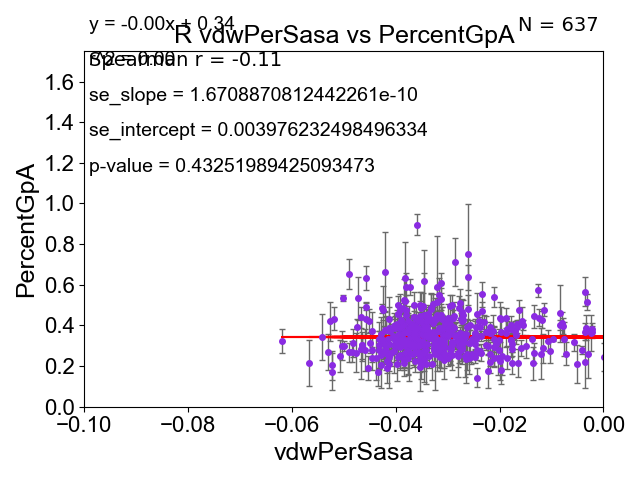 y = -0.00x + 0.34
N = 637
R vdwPerSasa vs PercentGpA
Spearman r = -0.11
se_slope = 1.6708870812442261e-10
se_intercept = 0.003976232498496334
p-value = 0.43251989425093473
PercentGpA
1.6
1.4
1.2
1.0
0.8
0.6
0.4
0.2
0.0
−0.10 −0.08 −0.06 −0.04 −0.02 0.00
vdwPerSasa